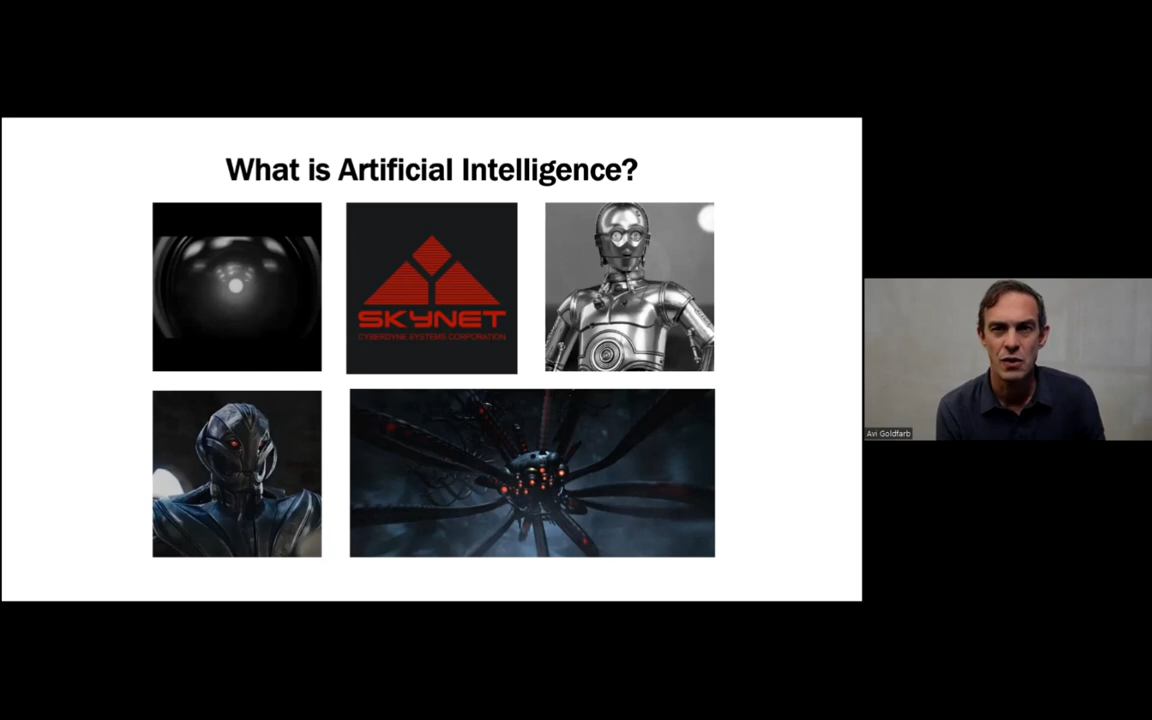 What is Artificial Intelligence?
SKYNET
CYBERDYNE SYSTEMS CORPORATION
Avi Goldfarb